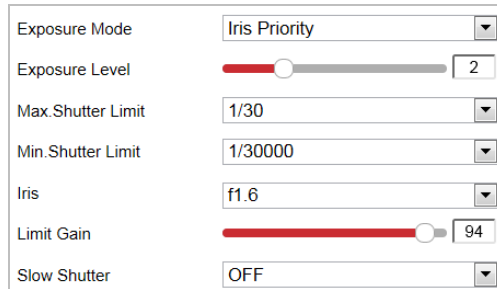 Exposure Mode Iris Priority
Exposure Level 2
Max.Shutter Limit 1/30
Min.Shutter Limit 1/30000
Iris f1.6
Limit Gain 94
Slow Shutter OFF